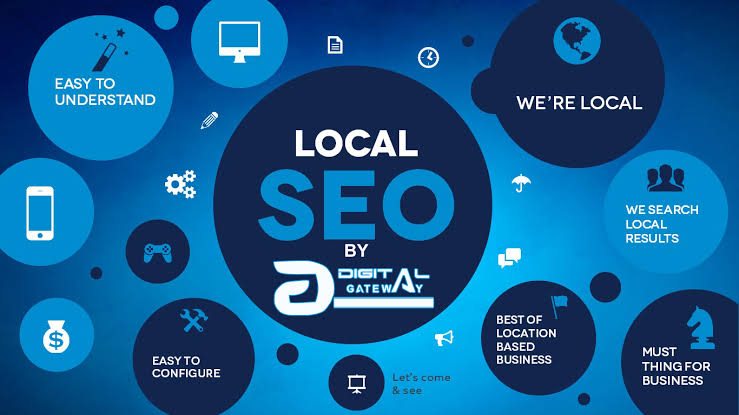 EASY TO
UNDERSTAND
WE'RE LOCAL
LOCAL
SEO
BY
DIGITAL
GATEWAY
WE SEARCH
LOCAL
RESULTS
EASY TO
CONFIGURE
Let's come
& see
BEST OF
LOCATION
BASED
BUSINESS
MUST
THING FOR
BUSINESS